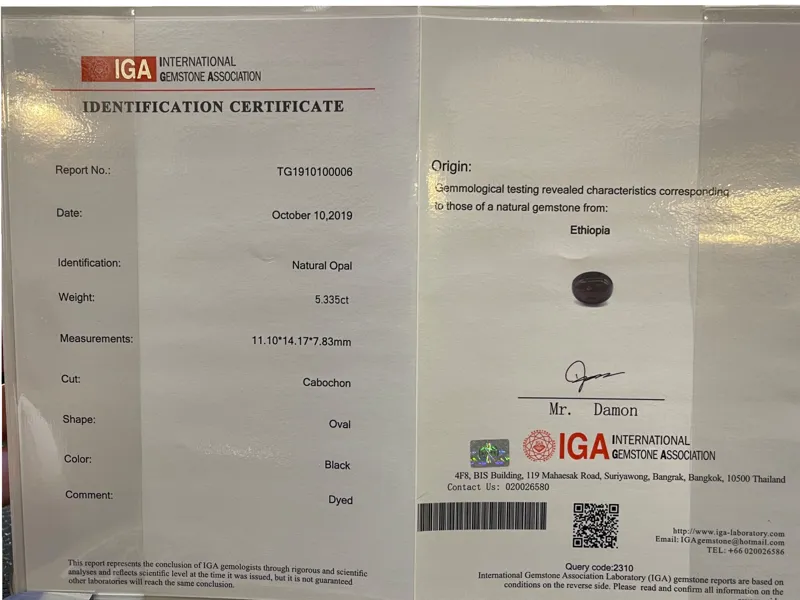 IGA INTERNATIONAL
GEMSTONE ASSOCIATION
IDENTIFICATION CERTIFICATE
Report No.: TG1910100006
Date: October 10,2019
Identification: Natural Opal
Weight: 5.335ct
Measurements: 11.10*14.17*7.83mm
Cut: Cabochon
Shape: Oval
Color: Black
Comment: Dyed
This report represents the conclusion of IGA gemologists through rigorous and scientific
analyses and reflects scientific level at the time it was issued, but it is not guaranteed
other laboratories will reach the same conclusion.
Origin:
Gemmological testing revealed characteristics corresponding
to those of a natural gemstone from:
Ethiopia
Mr. Damon
IGA INTERNATIONAL
GEMSTONE ASSOCIATION
4F8, BIS Building, 119 Mahaesak Road, Suriyawong, Bangrak, Bangkok, 10500 Thailand
Contact Us: 020026580
http://www.iga-laboratory.com
Email:IGAgemstone@hotmail.com
TEL: +66 020026586
Query code:2310
International Gemstone Association Laboratory (IGA) gemstone reports are based on
conditions on the reverse side. Please read and confirm all information on the